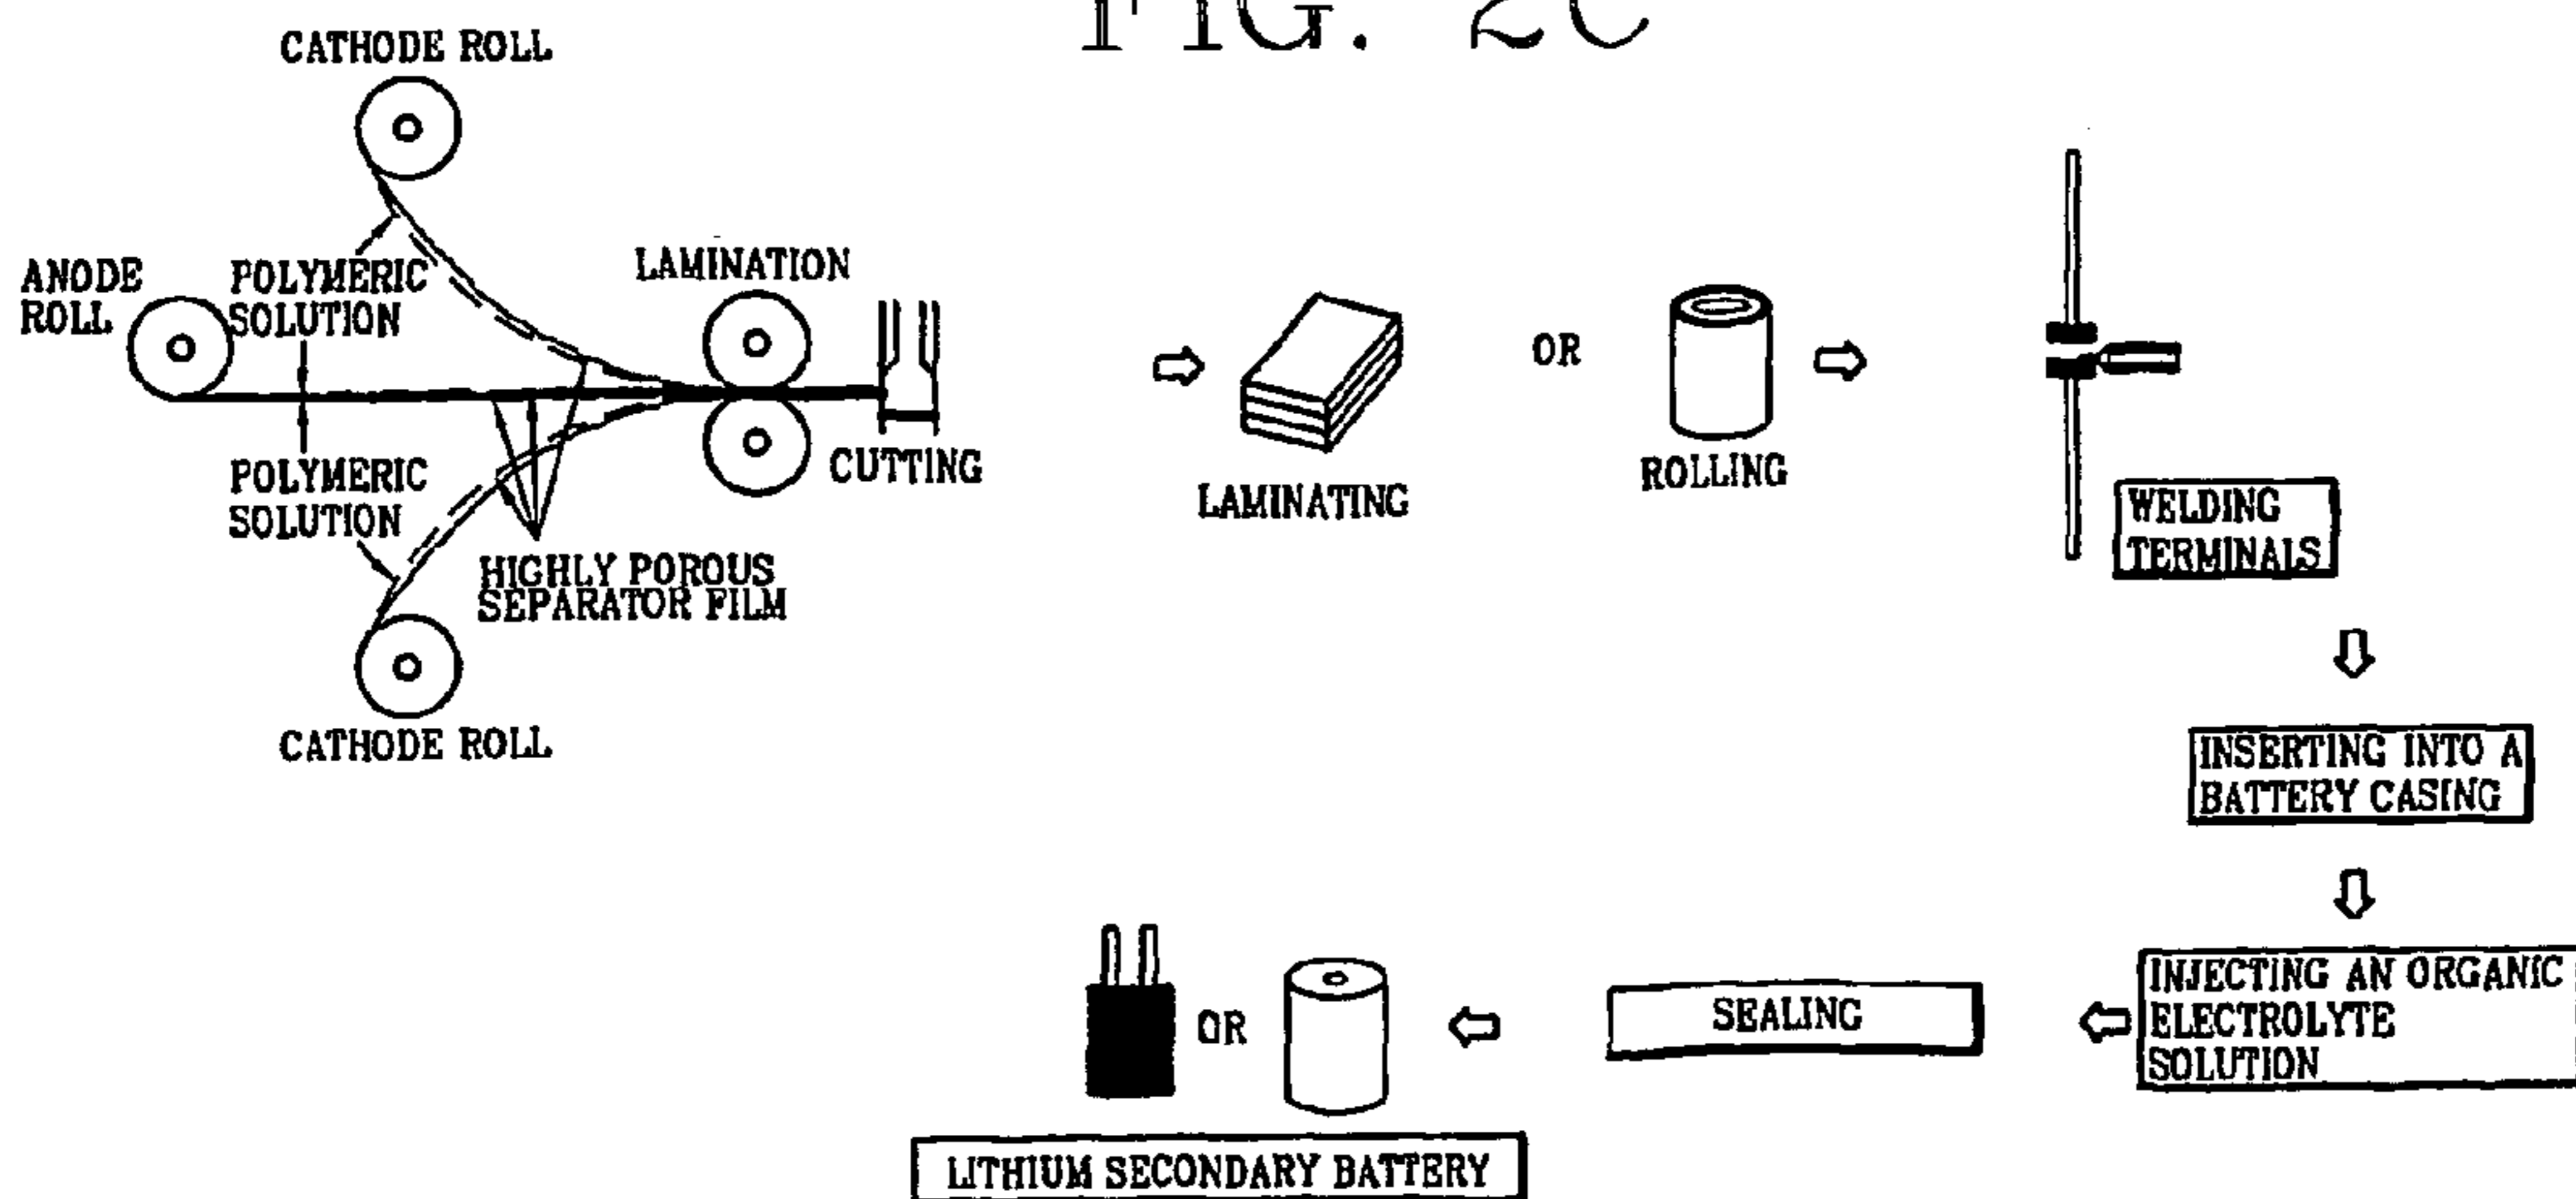 FIG. 2C
CATHODE ROLL
ANODE
ROLL
POLYMERIC
SOLUTION
LAMINATION
POLYMERIC
SOLUTION
CUTTING
HIGHLY POROUS
SEPARATOR FILM
CATHODE ROLL
LAMINATING
OR
ROLLING
WELDING
TERMINALS
INSERTING INTO A
BATTERY CASING
INJECTING AN ORGANIC
ELECTROLYTE
SOLUTION
SEALING
OR
LITHIUM SECONDARY BATTERY